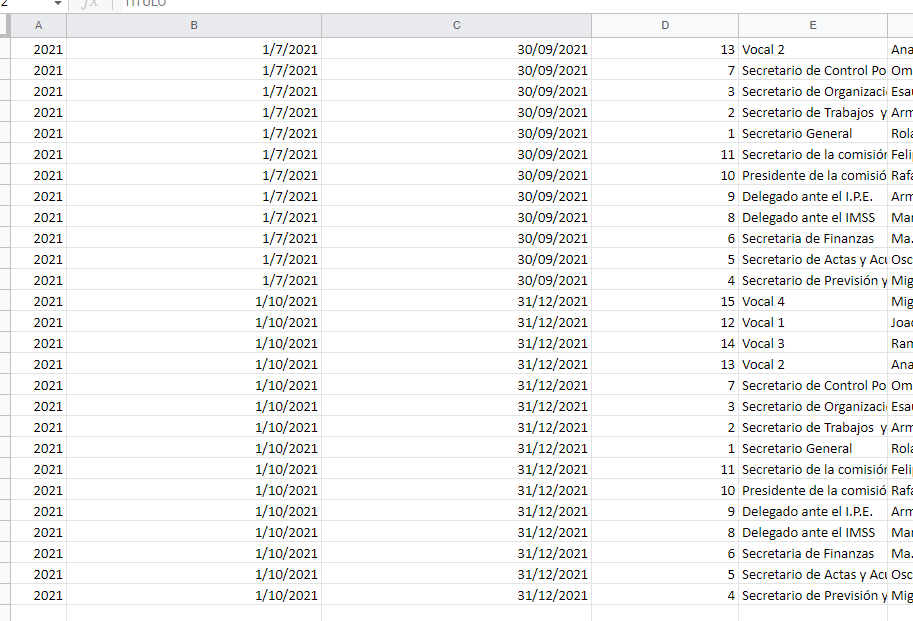 2 TITULO
A B C D E
2021 1/7/2021 30/09/2021 13 Vocal 2 Ana
2021 1/7/2021 30/09/2021 7 Secretario de Control Po Om
2021 1/7/2021 30/09/2021 3 Secretario de Organizaci Esa
2021 1/7/2021 30/09/2021 2 Secretario de Trabajos y Arm
2021 1/7/2021 30/09/2021 1 Secretario General Rola
2021 1/7/2021 30/09/2021 11 Secretario de la comisión Feli
2021 1/7/2021 30/09/2021 10 Presidente de la comisió Rafa
2021 1/7/2021 30/09/2021 9 Delegado ante el I.P.E. Arm
2021 1/7/2021 30/09/2021 8 Delegado ante el IMSS Mar
2021 1/7/2021 30/09/2021 6 Secretaria de Finanzas Ma.
2021 1/7/2021 30/09/2021 5 Secretario de Actas y Acu Osc
2021 1/7/2021 30/09/2021 4 Secretario de Previsión y Mig
2021 1/10/2021 31/12/2021 15 Vocal 4 Mig
2021 1/10/2021 31/12/2021 12 Vocal 1 Joa
2021 1/10/2021 31/12/2021 14 Vocal 3 Ram
2021 1/10/2021 31/12/2021 13 Vocal 2 Ana
2021 1/10/2021 31/12/2021 7 Secretario de Control Po Om
2021 1/10/2021 31/12/2021 3 Secretario de Organizaci Esa
2021 1/10/2021 31/12/2021 2 Secretario de Trabajos y Arm
2021 1/10/2021 31/12/2021 1 Secretario General Rola
2021 1/10/2021 31/12/2021 11 Secretario de la comisión Feli
2021 1/10/2021 31/12/2021 10 Presidente de la comisió Rafa
2021 1/10/2021 31/12/2021 9 Delegado ante el I.P.E. Arm
2021 1/10/2021 31/12/2021 8 Delegado ante el IMSS Mar
2021 1/10/2021 31/12/2021 6 Secretaria de Finanzas Ma.
2021 1/10/2021 31/12/2021 5 Secretario de Actas y Acu Osc
2021 1/10/2021 31/12/2021 4 Secretario de Previsión y Mig